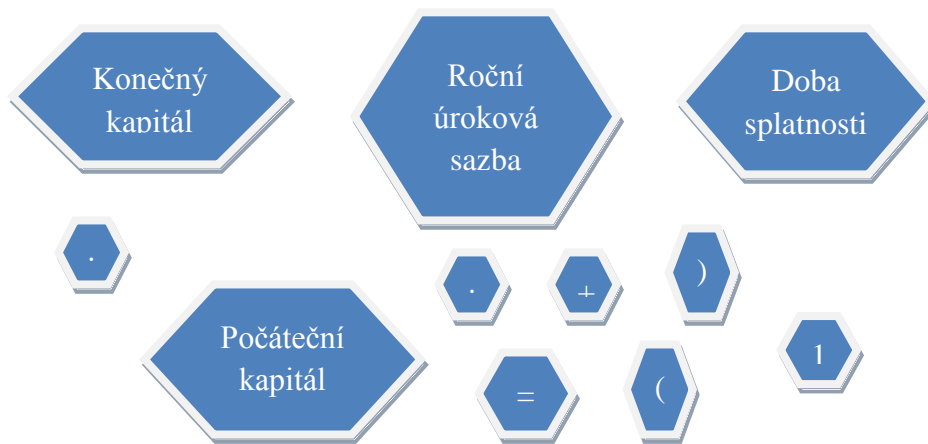 Konečný
kapitál
Roční
úroková
sazba
Doba
splatnosti
.
.
+
)
Počáteční
kapitál
=
(
1